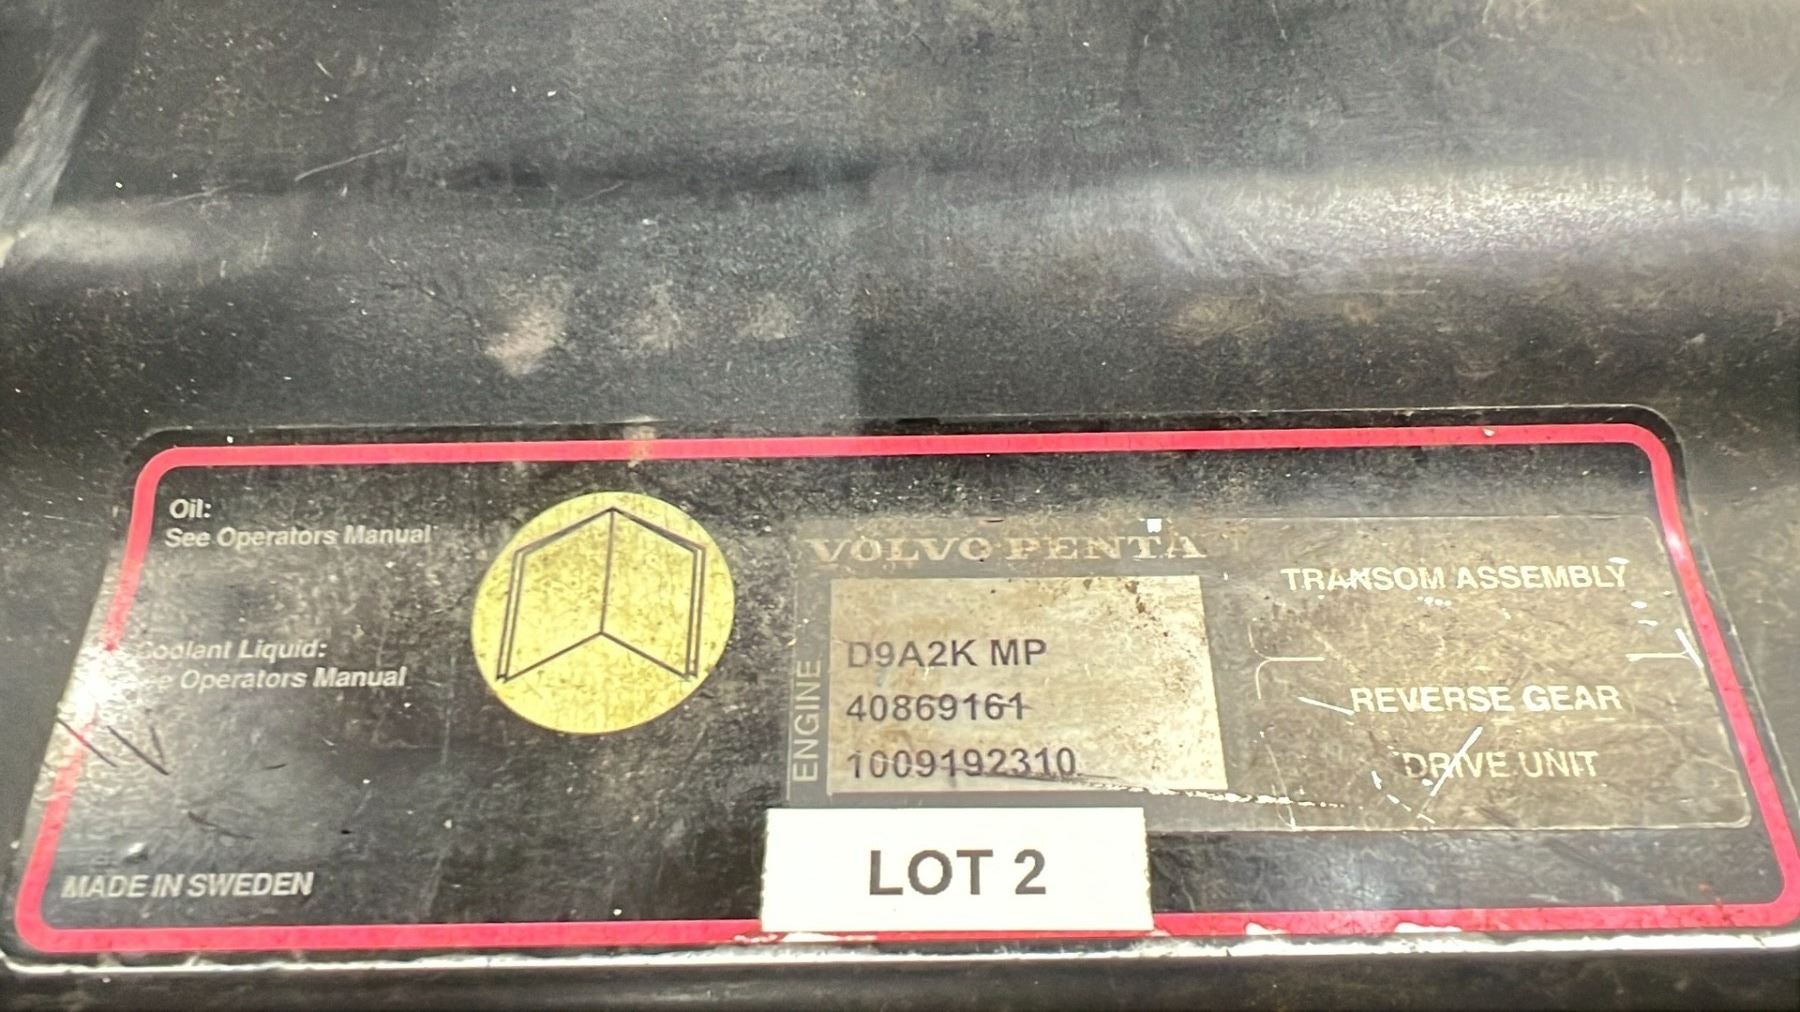 Oil:
See Operators Manual
Coolant Liquid:
See Operators Manual
MADE IN SWEDEN
VOLVO PENTA
ENGINE
D9A2K MP
40869161
1009192310
TRANSOM ASSEMBLY
REVERSE GEAR
DRIVE UNIT
LOT 2